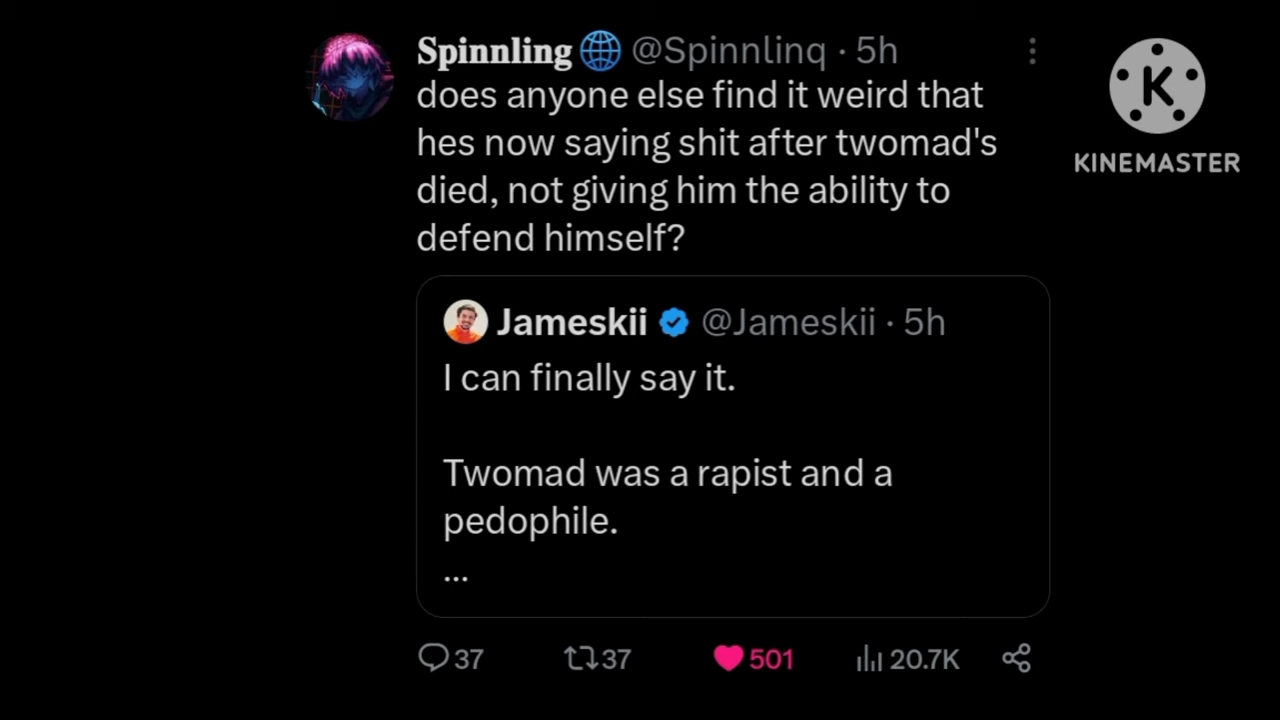 Spinnling @Spinnlinq · 5h
does anyone else find it weird that
hes now saying shit after twomad's
died, not giving him the ability to
defend himself?
Jameskii @Jameskii · 5h
I can finally say it.
Twomad was a rapist and a
pedophile.
...
37 37 501 20.7K
K
KINEMASTER